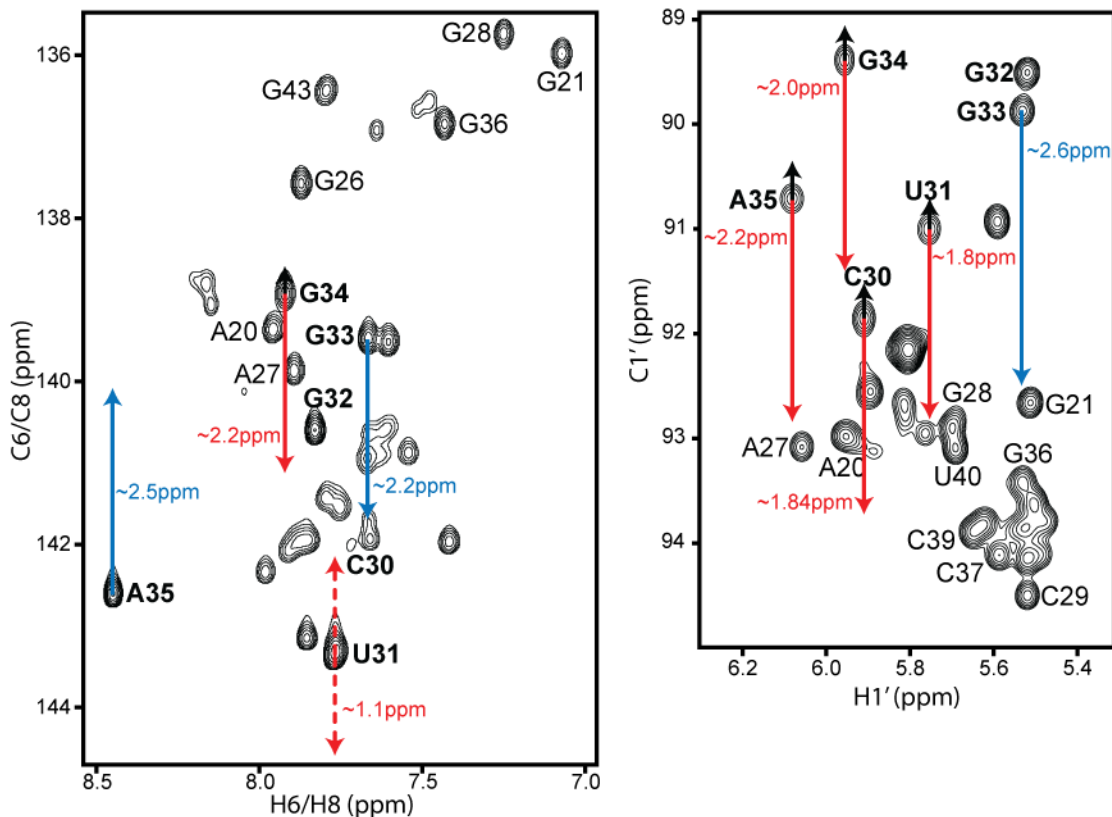 136
138
140
142
144
C6/C8 (ppm)
8.5
8.0
7.5
7.0
H6/H8 (ppm)
G28
G21
G43
G36
G26
G34
A20
G33
A27
G32
~2.2ppm
~2.5ppm
~2.2ppm
C30
A35
U31
~1.1ppm
89
90
91
92
93
94
C1′ (ppm)
6.2
6.0
5.8
5.6
5.4
H1′ (ppm)
G34
G32
~2.0ppm
G33
~2.6ppm
A35
U31
~2.2ppm
~1.8ppm
C30
G21
G28
A27
A20
U40
G36
~1.84ppm
C39
C37
C29